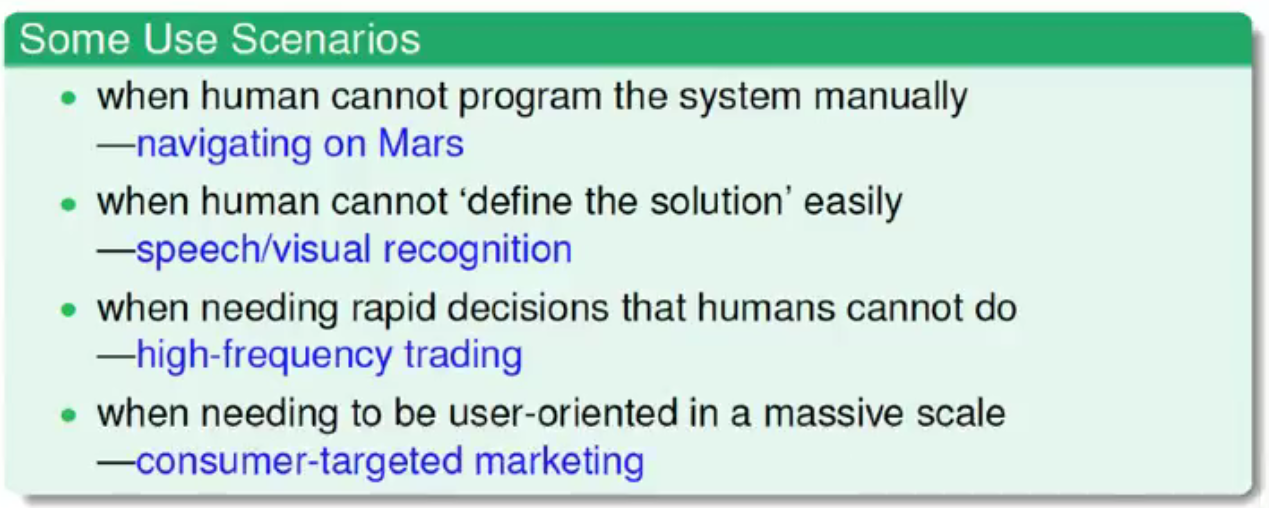 Some Use Scenarios
• when human cannot program the system manually
—navigating on Mars
• when human cannot ‘define the solution’ easily
—speech/visual recognition
• when needing rapid decisions that humans cannot do
—high-frequency trading
• when needing to be user-oriented in a massive scale
—consumer-targeted marketing